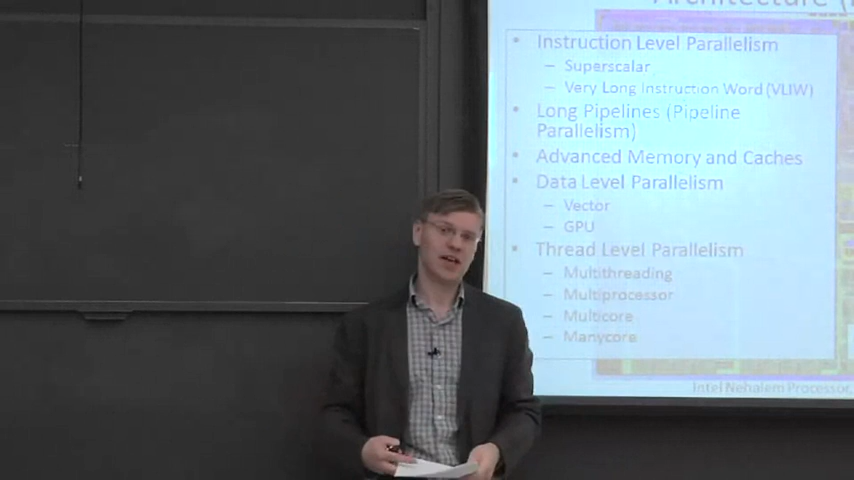 Architecture (
• Instruction Level Parallelism
– Superscalar
– Very Long Instruction Word (VLIW)
• Long Pipelines (Pipeline
Parallelism)
• Advanced Memory and Caches
• Data Level Parallelism
– Vector
– GPU
• Thread Level Parallelism
– Multithreading
– Multiprocessor
– Multicore
– Manycore
Intel Nehalem Processor,